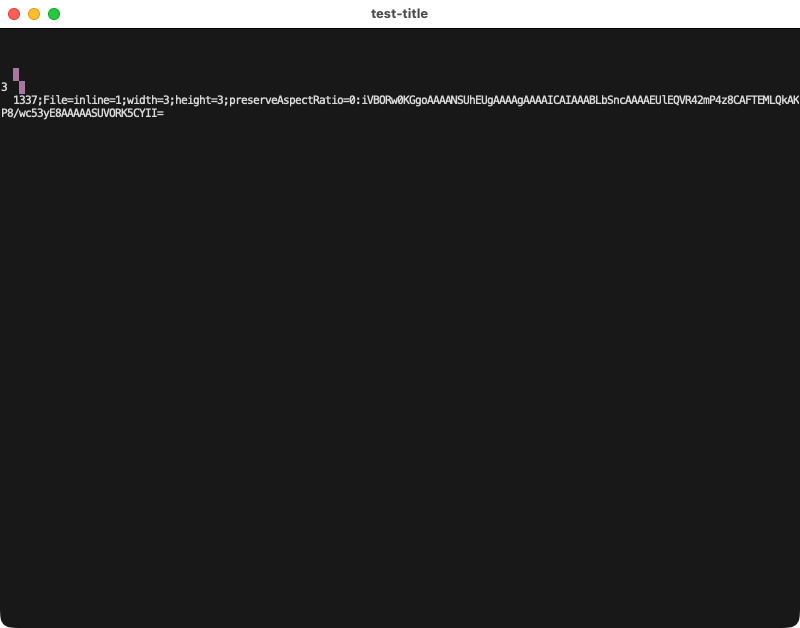 test-title
3
1337;File=inline=1;width=3;height=3;preserveAspectRatio=0:iVBORw0KGgoAAAANSUhEUgAAAAgAAAAICAIAAABLbSncAAAAEUlEQVR42mP4z8CAFTEMLQkAK
P8/wc53yE8AAAAASUVORK5CYII=